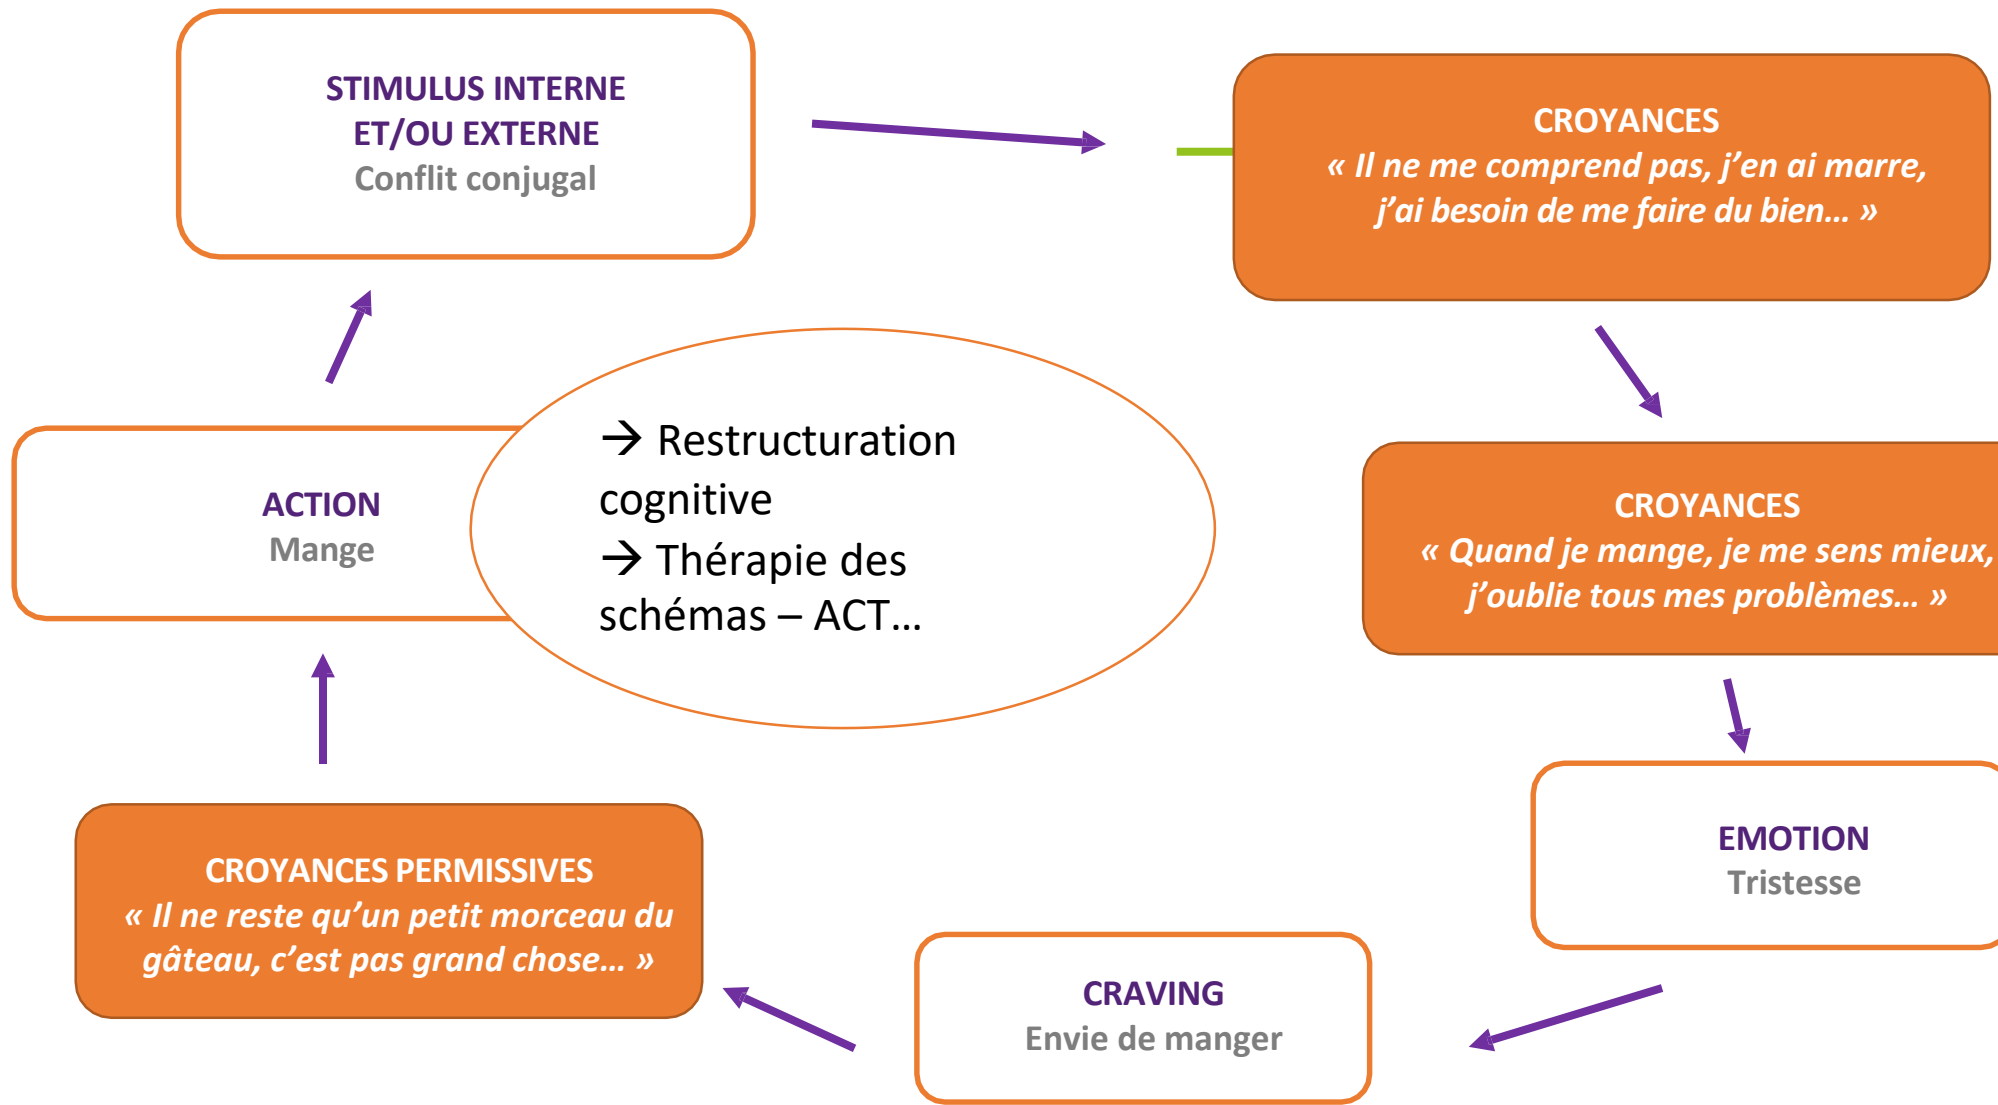 STIMULUS INTERNE
ET/OU EXTERNE
Conflit conjugal
CROYANCES
« Il ne me comprend pas, j’en ai marre,
j’ai besoin de me faire du bien… »
CROYANCES
« Quand je mange, je me sens mieux,
j’oublie tous mes problèmes… »
EMOTION
Tristesse
CRAVING
Envie de manger
CROYANCES PERMISSIVES
« Il ne reste qu’un petit morceau du
gâteau, c’est pas grand chose… »
ACTION
Mange
→ Restructuration
cognitive
→ Thérapie des
schémas – ACT…